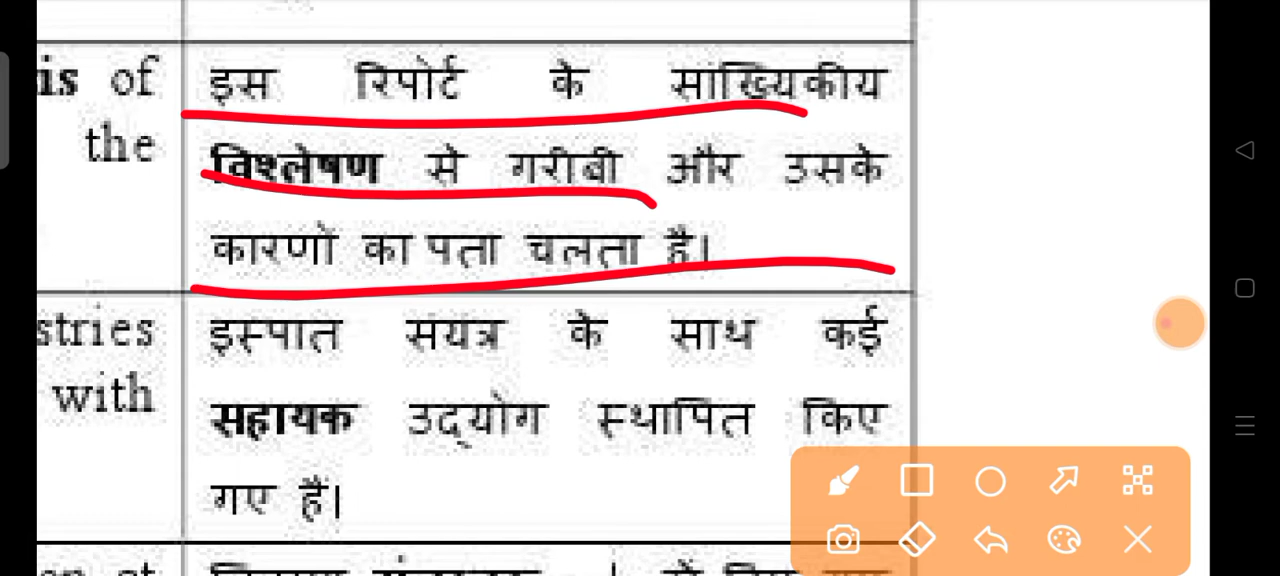 is of
the
इस रिपोर्ट के सांख्यिकीय
विश्लेषण से गरीबी और उसके
कारणों का पता चलता है।
stries
with
इस्पात संयत्र के साथ कई
सहायक उद्योग स्थापित किए
गए हैं।